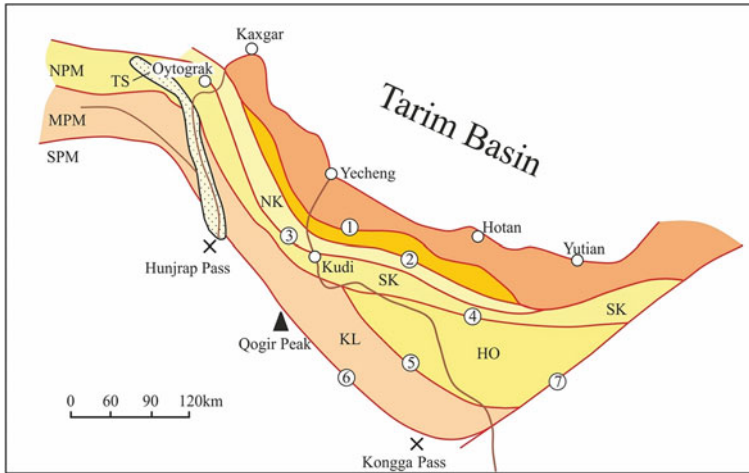 Kaxgar
NPM
TS
Oytograk
MPM
SPM
Tarim Basin
Yecheng
NK
①
Hotan
③
②
Yutian
Hunjrap Pass
Kudi
SK
④
SK
Qogir Peak
KL
HO
⑤
⑥
⑦
0 60 90 120km
Kongga Pass